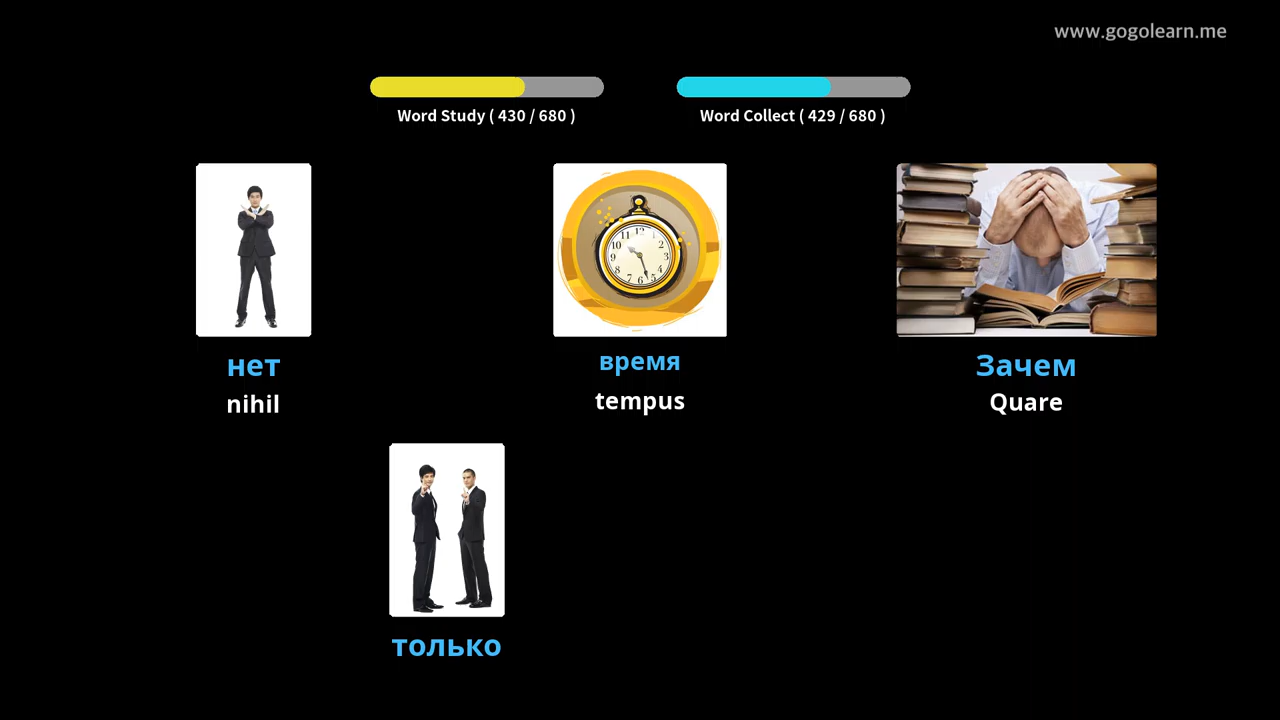 www.gogolearn.me
Word Study ( 430 / 680 )
Word Collect ( 429 / 680 )
нет
nihil
время
tempus
Зачем
Quare
только